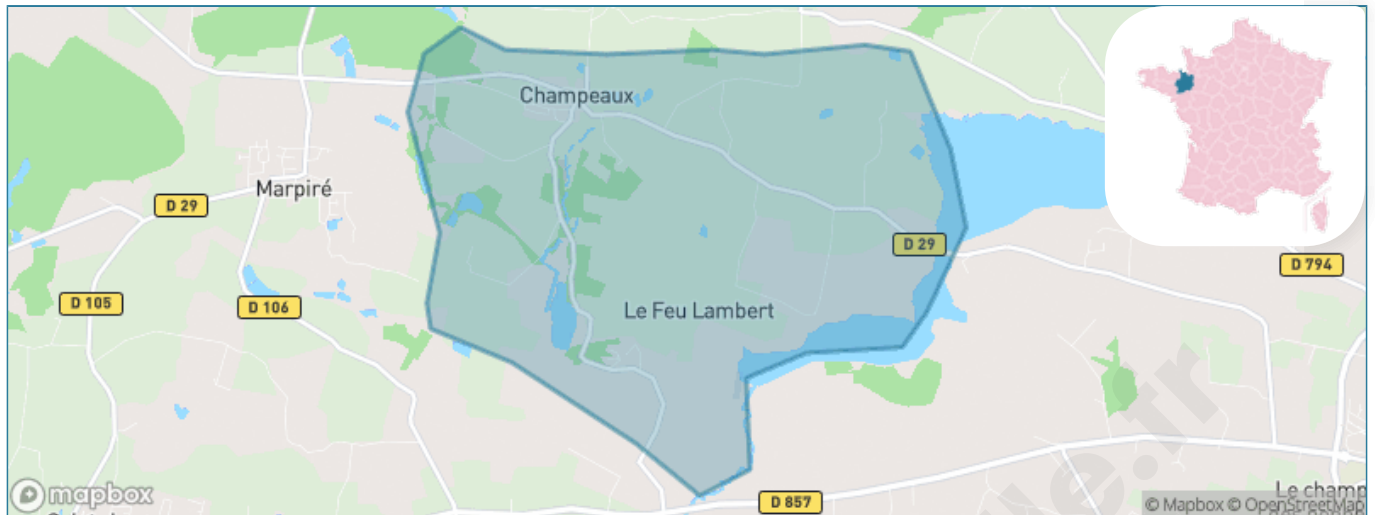 Champeaux
Marpiré
D 29
D 29
D 794
D 105
D 106
Le Feu Lambert
D 857
Le champ
mapbox
© Mapbox © OpenStreetMap